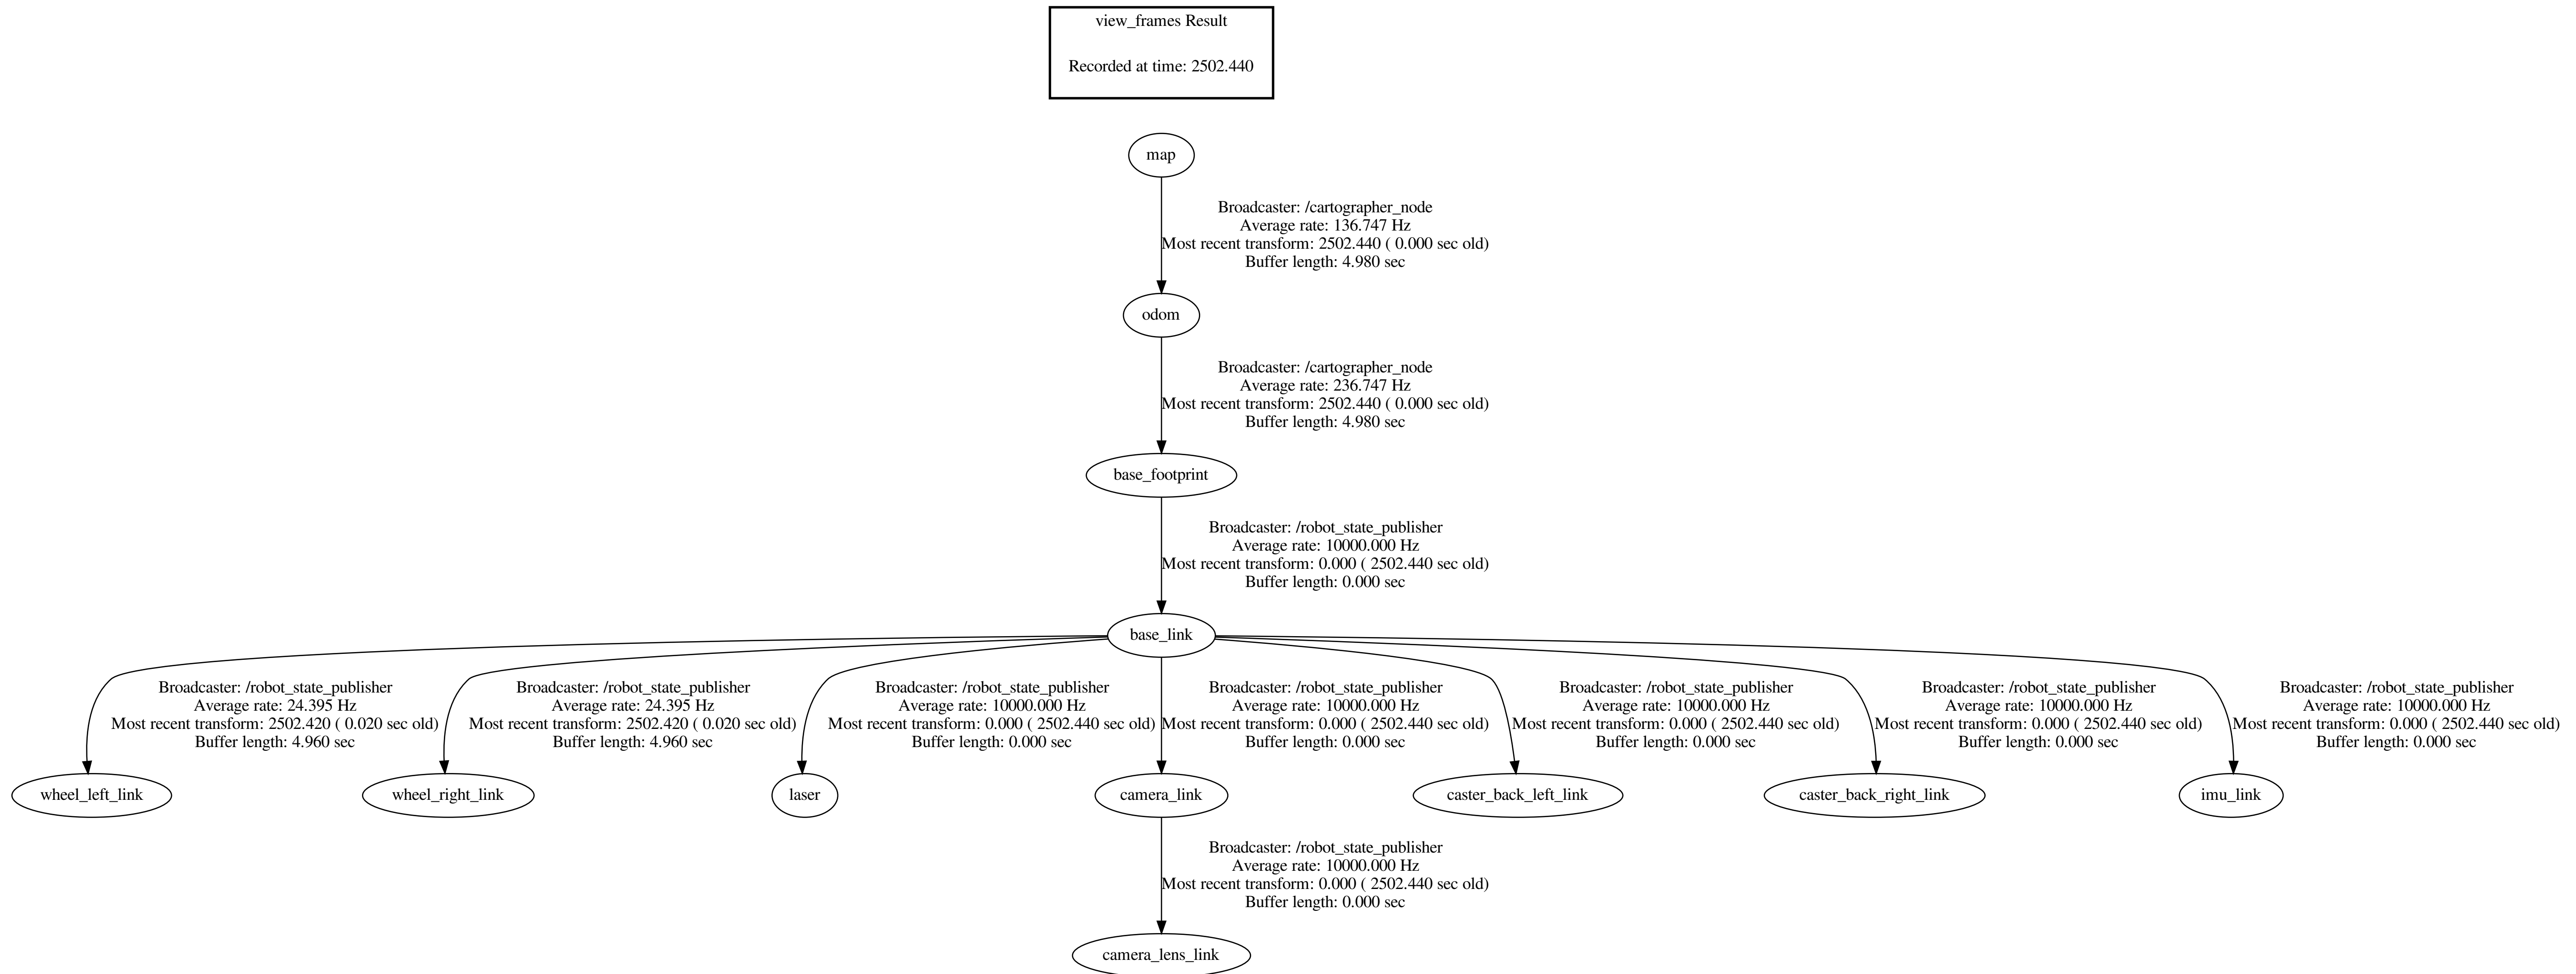 view_frames Result
Recorded at time: 2502.440
map
Broadcaster: /cartographer_node
Average rate: 136.747 Hz
Most recent transform: 2502.440 ( 0.000 sec old)
Buffer length: 4.980 sec
odom
Broadcaster: /cartographer_node
Average rate: 236.747 Hz
Most recent transform: 2502.440 ( 0.000 sec old)
Buffer length: 4.980 sec
base_footprint
Broadcaster: /robot_state_publisher
Average rate: 10000.000 Hz
Most recent transform: 0.000 ( 2502.440 sec old)
Buffer length: 0.000 sec
base_link
Broadcaster: /robot_state_publisher
Average rate: 24.395 Hz
Most recent transform: 2502.420 ( 0.020 sec old)
Buffer length: 4.960 sec
Broadcaster: /robot_state_publisher
Average rate: 24.395 Hz
Most recent transform: 2502.420 ( 0.020 sec old)
Buffer length: 4.960 sec
Broadcaster: /robot_state_publisher
Average rate: 10000.000 Hz
Most recent transform: 0.000 ( 2502.440 sec old)
Buffer length: 0.000 sec
Broadcaster: /robot_state_publisher
Average rate: 10000.000 Hz
Most recent transform: 0.000 ( 2502.440 sec old)
Buffer length: 0.000 sec
Broadcaster: /robot_state_publisher
Average rate: 10000.000 Hz
Most recent transform: 0.000 ( 2502.440 sec old)
Buffer length: 0.000 sec
Broadcaster: /robot_state_publisher
Average rate: 10000.000 Hz
Most recent transform: 0.000 ( 2502.440 sec old)
Buffer length: 0.000 sec
Broadcaster: /robot_state_publisher
Average rate: 10000.000 Hz
Most recent transform: 0.000 ( 2502.440 sec old)
Buffer length: 0.000 sec
wheel_left_link
wheel_right_link
laser
camera_link
caster_back_left_link
caster_back_right_link
imu_link
Broadcaster: /robot_state_publisher
Average rate: 10000.000 Hz
Most recent transform: 0.000 ( 2502.440 sec old)
Buffer length: 0.000 sec
camera_lens_link